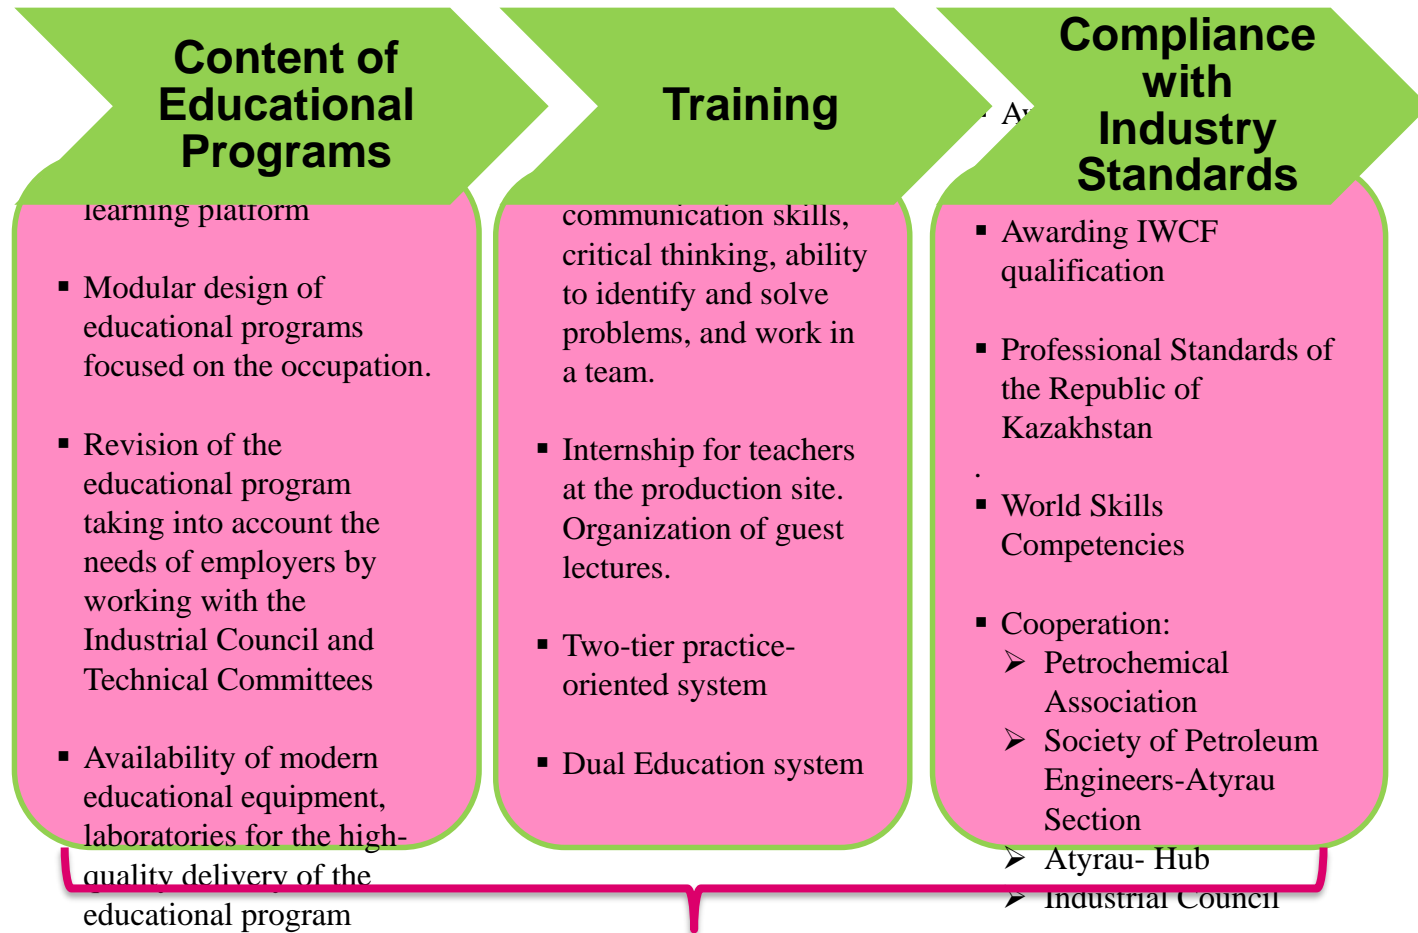 Content of
Educational
Programs
learning platform
▪ Modular design of
educational programs
focused on the occupation.
▪ Revision of the
educational program
taking into account the
needs of employers by
working with the
Industrial Council and
Technical Committees
▪ Availability of modern
educational equipment,
laboratories for the high-
quality delivery of the
educational program
Training
communication skills,
critical thinking, ability
to identify and solve
problems, and work in
a team.
▪ Internship for teachers
at the production site.
Organization of guest
lectures.
▪ Two-tier practice-
oriented system
▪ Dual Education system
Compliance
with
Industry
Standards
▪ Awarding IWCF
qualification
▪ Professional Standards of
the Republic of
Kazakhstan
.
▪ World Skills
Competencies
▪ Cooperation:
➢ Petrochemical
Association
➢ Society of Petroleum
Engineers-Atyrau
Section
➢ Atyrau- Hub
➢ Industrial Council